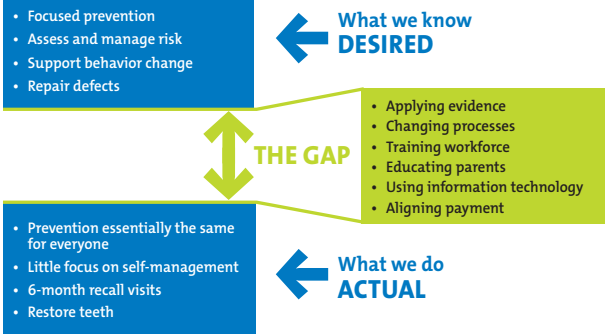 • Focused prevention
• Assess and manage risk
• Support behavior change
• Repair defects
What we know
DESIRED
THE GAP
• Applying evidence
• Changing processes
• Training workforce
• Educating parents
• Using information technology
• Aligning payment
• Prevention essentially the same
for everyone
• Little focus on self-management
• 6-month recall visits
• Restore teeth
What we do
ACTUAL